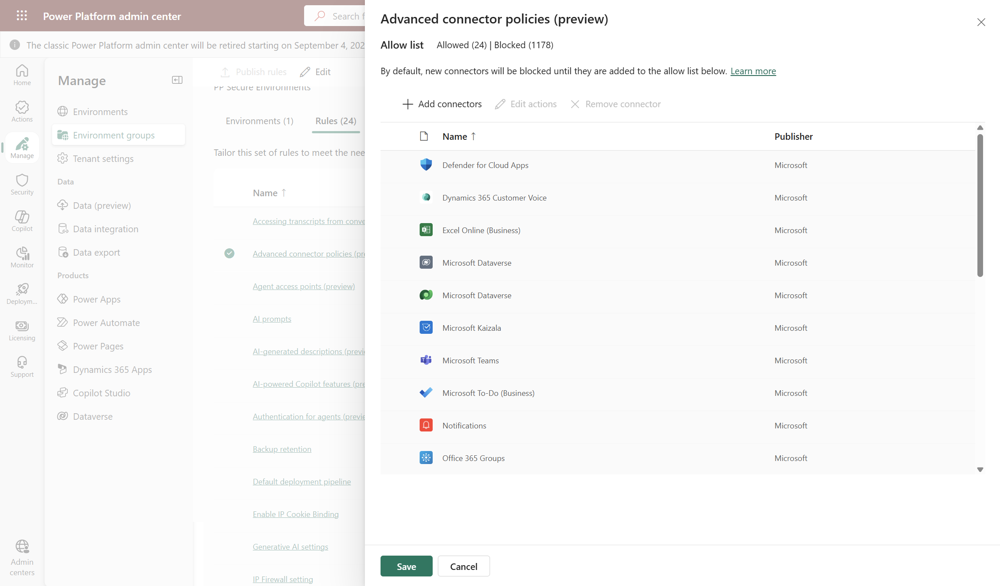 Power Platform admin center
Search f
The classic Power Platform admin center will be retired starting on September 4, 202
Home
Actions
Manage
Security
Copilot
Monitor
Deploym...
Licensing
Support
Admin centers
Manage
Environments
Environment groups
Tenant settings
Data
Data (preview)
Data integration
Data export
Products
Power Apps
Power Automate
Power Pages
Dynamics 365 Apps
Copilot Studio
Dataverse
Publish rules
Edit
PP Secure Environments
Environments (1)
Rules (24)
Tailor this set of rules to meet the nee
Name ↑
Accessing transcripts from conve
Advanced connector policies (pre
Agent access points (preview)
AI prompts
AI-generated descriptions (previe
AI-powered Copilot features (pre
Authentication for agents (previe
Backup retention
Default deployment pipeline
Enable IP Cookie Binding
Generative AI settings
IP Firewall setting
Advanced connector policies (preview)
Allow list Allowed (24) | Blocked (1178)
By default, new connectors will be blocked until they are added to the allow list below. Learn more
Add connectors Edit actions Remove connector
Name ↑ Publisher
Defender for Cloud Apps Microsoft
Dynamics 365 Customer Voice Microsoft
Excel Online (Business) Microsoft
Microsoft Dataverse Microsoft
Microsoft Dataverse Microsoft
Microsoft Kaizala Microsoft
Microsoft Teams Microsoft
Microsoft To-Do (Business) Microsoft
Notifications Microsoft
Office 365 Groups Microsoft
Save Cancel